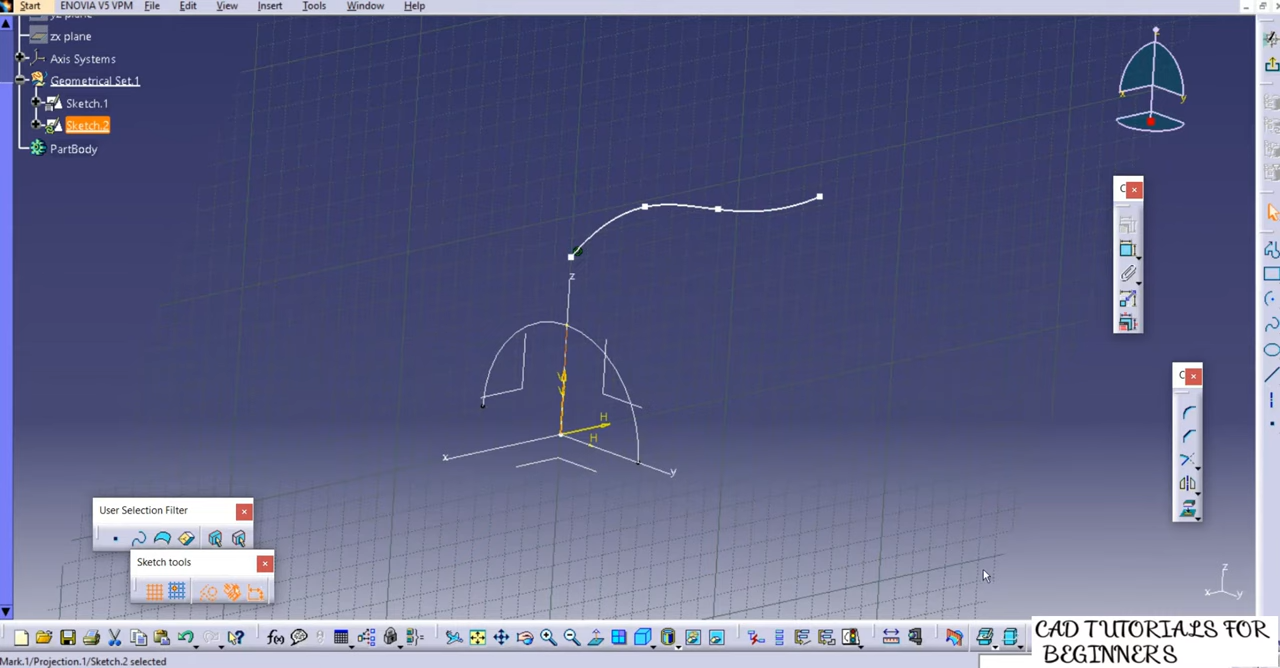 Start ENOVIA V5 VPM File Edit View Insert Tools Window Help
zx plane
Axis Systems
Geometrical Set.1
Sketch.1
Sketch.2
PartBody
x
y
C
z
V
H
H
x
y
C
User Selection Filter
Sketch tools
z
x
y
f(x)
CAD TUTORIALS FOR
BEGINNERS
Mark.1/Projection.1/Sketch.2 selected